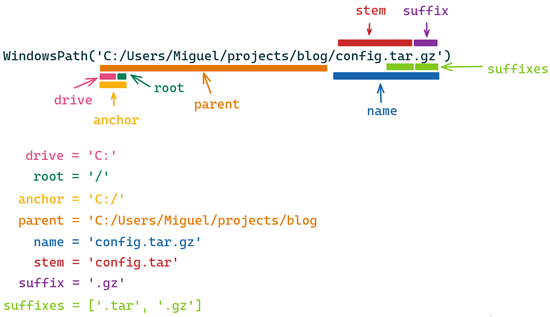 stem suffix
WindowsPath('C:/Users/Miguel/projects/blog/config.tar.gz')
drive root parent suffixes
anchor name
drive = 'C:'
root = '/'
anchor = 'C:/'
parent = 'C:/Users/Miguel/projects/blog
name = 'config.tar.gz'
stem = 'config.tar'
suffix = '.gz'
suffixes = ['.tar', '.gz']